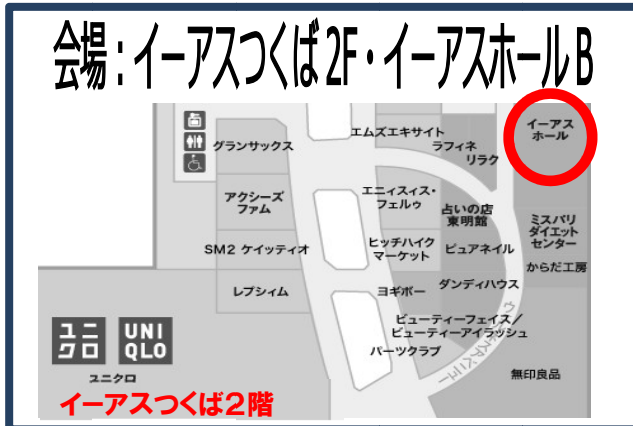 会場：イーアスつくば2F・イーアスホールB
グランサックス
エムズエキサイト
ラフィネ
リラク
イーアス
ホール
アクシーズ
ファム
エニィスィス・
フェルゥ
占いの店
東明館
ミスパリ
ダイエット
センター
SM2 ケイッティオ
ヒッチハイク
マーケット
ピュアネイル
からだ工房
レプシィム
ヨギボー
ダンディハウス
ビューティーフェイス／
ビューティーアイラッシュ
パーツクラブ
ユニ
クロ
UNI
QLO
ユニクロ
無印良品
イーアスつくば２階